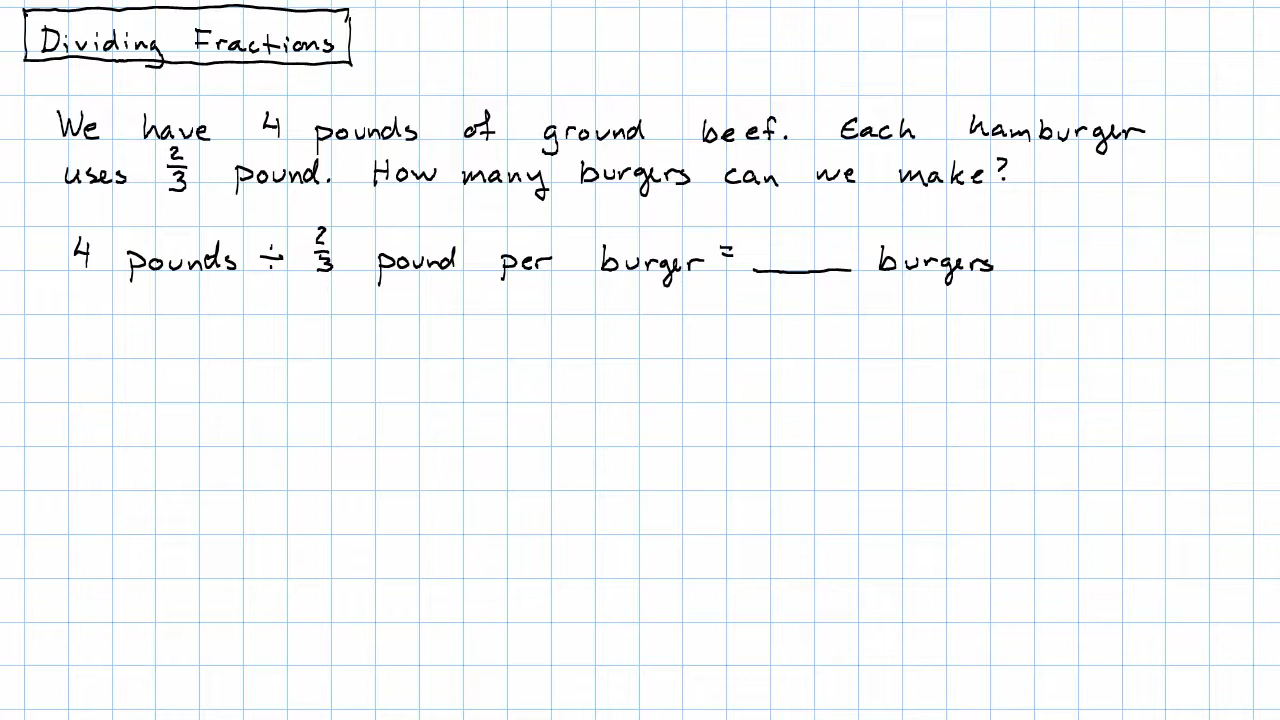 Dividing Fractions
We have 4 pounds of ground beef. Each hamburger
uses 2/3 pound. How many burgers can we make?
4 pounds ÷ 2/3 pound per burger = ____ burgers